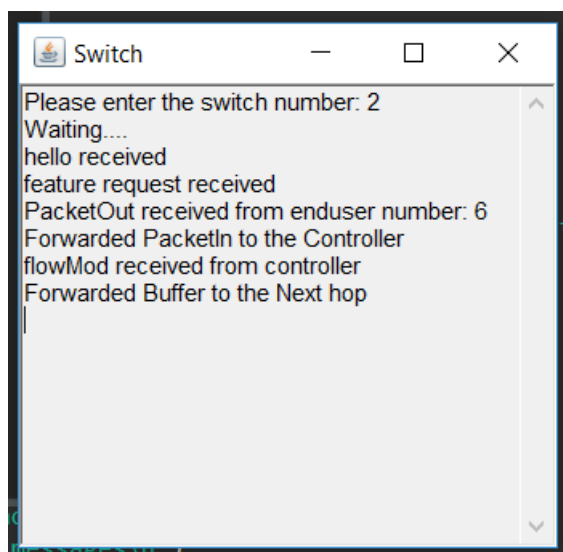 Switch
Please enter the switch number: 2
Waiting....
hello received
feature request received
PacketOut received from enduser number: 6
Forwarded PacketIn to the Controller
flowMod received from controller
Forwarded Buffer to the Next hop